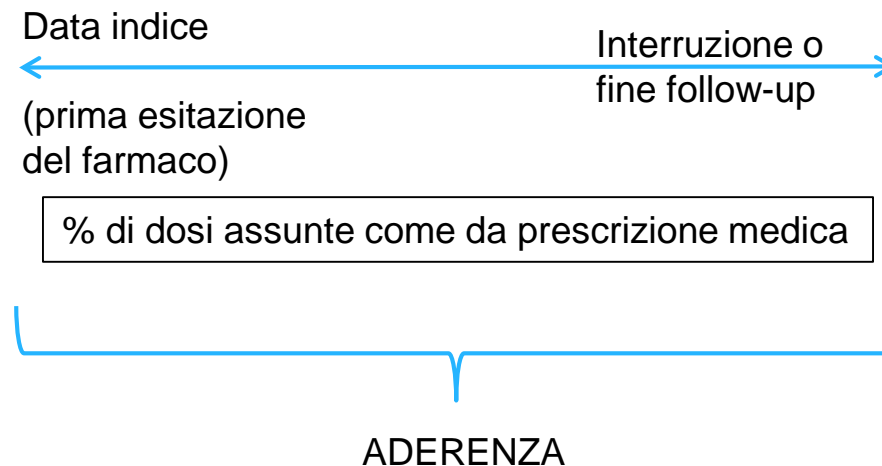 Data indice
Interruzione o
fine follow-up
(prima esitazione
del farmaco)
% di dosi assunte come da prescrizione medica
ADERENZA